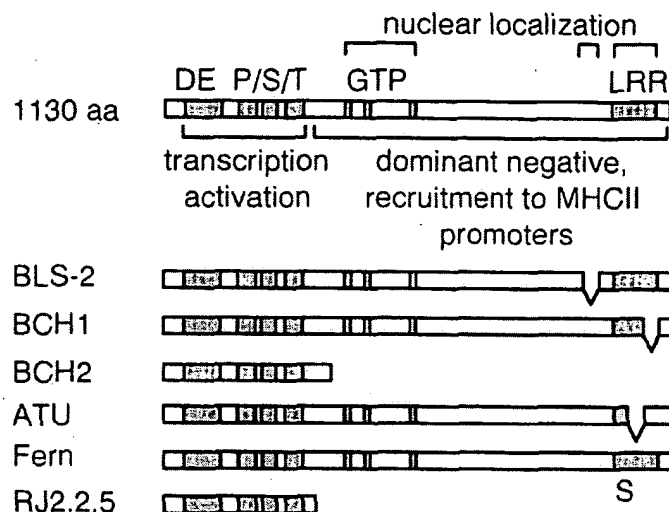 nuclear localization
DE P/S/T GTP LRR
1130 aa
transcription activation
dominant negative, recruitment to MHCII promoters
BLS-2
BCH1
BCH2
ATU
Fern
S
RJ2.2.5